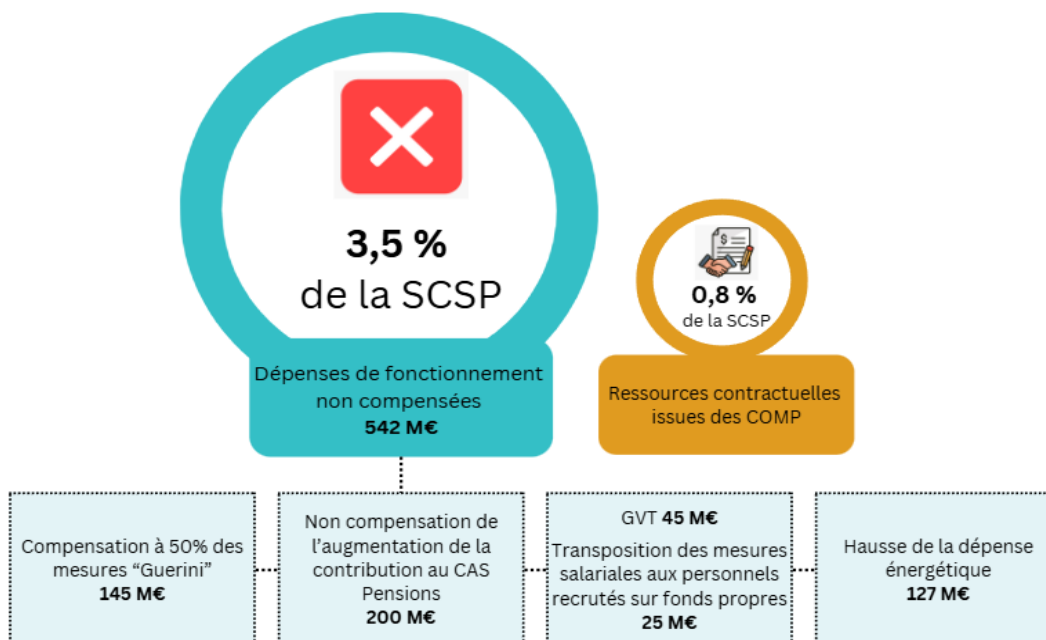 3,5 %
de la SCSP
Dépenses de fonctionnement
non compensées
542 M€
0,8 %
de la SCSP
Ressources contractuelles
issues des COMP
Compensation à 50% des
mesures “Guerini”
145 M€
Non compensation de
l’augmentation de la
contribution au CAS
Pensions
200 M€
GVT 45 M€
Transposition des mesures
salariales aux personnels
recrutés sur fonds propres
25 M€
Hausse de la dépense
énergétique
127 M€